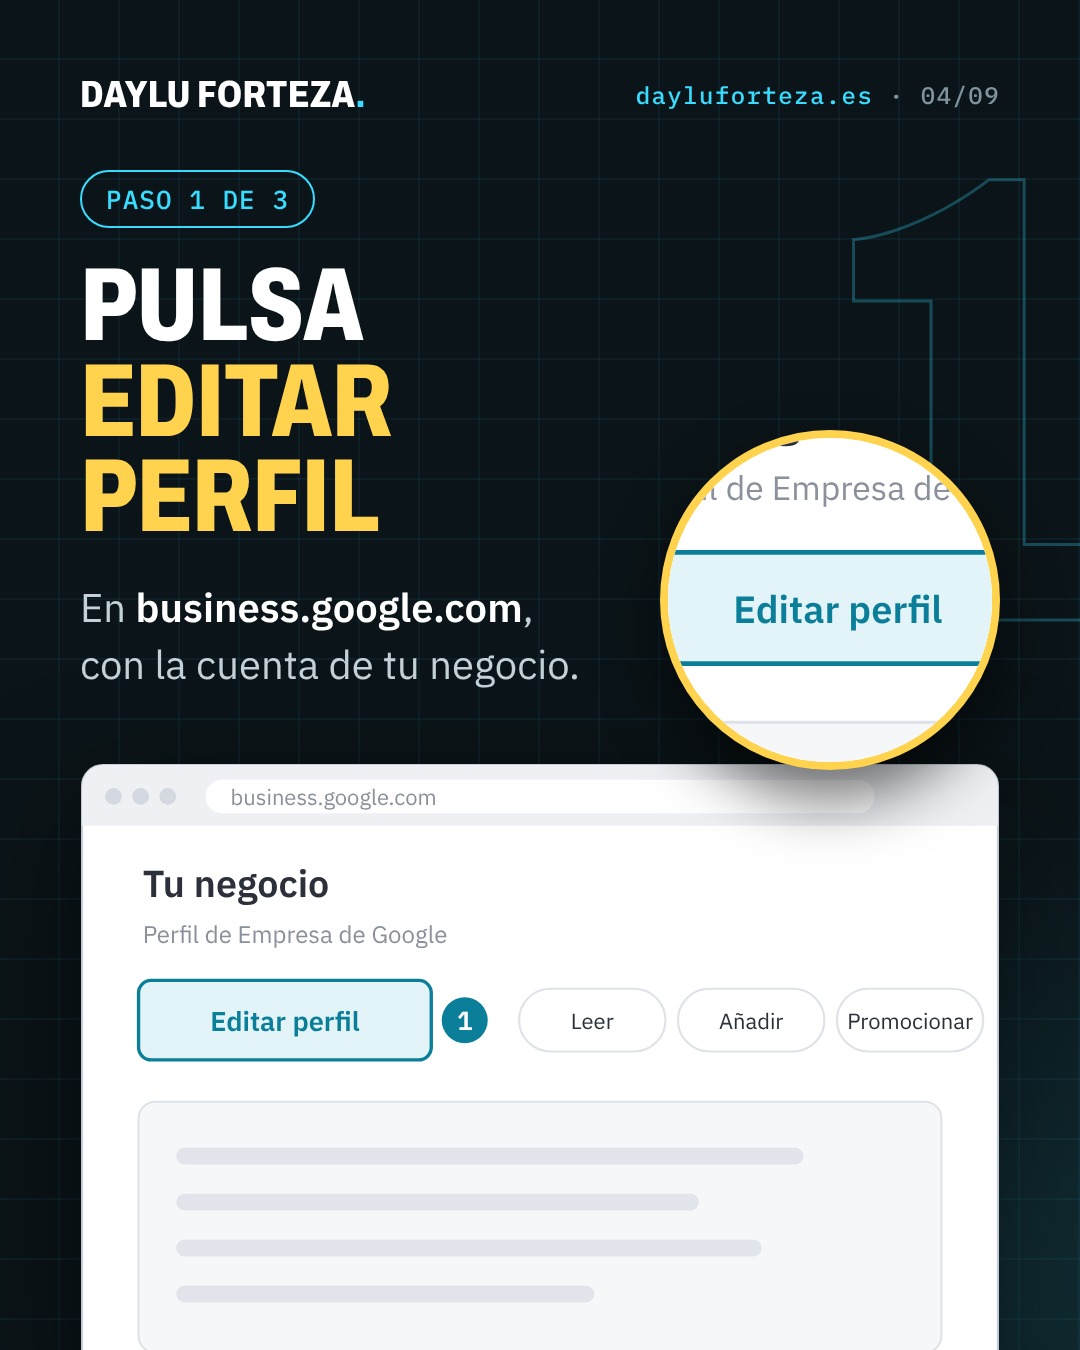 DAYLU FORTEZA.
dayluforteza.es · 04/09
PASO 1 DE 3
1
PULSA
EDITAR
PERFIL
En business.google.com,
con la cuenta de tu negocio.
de Empresa de
Editar perfil
business.google.com
Tu negocio
Perfil de Empresa de Google
Editar perfil
1
Leer
Añadir
Promocionar